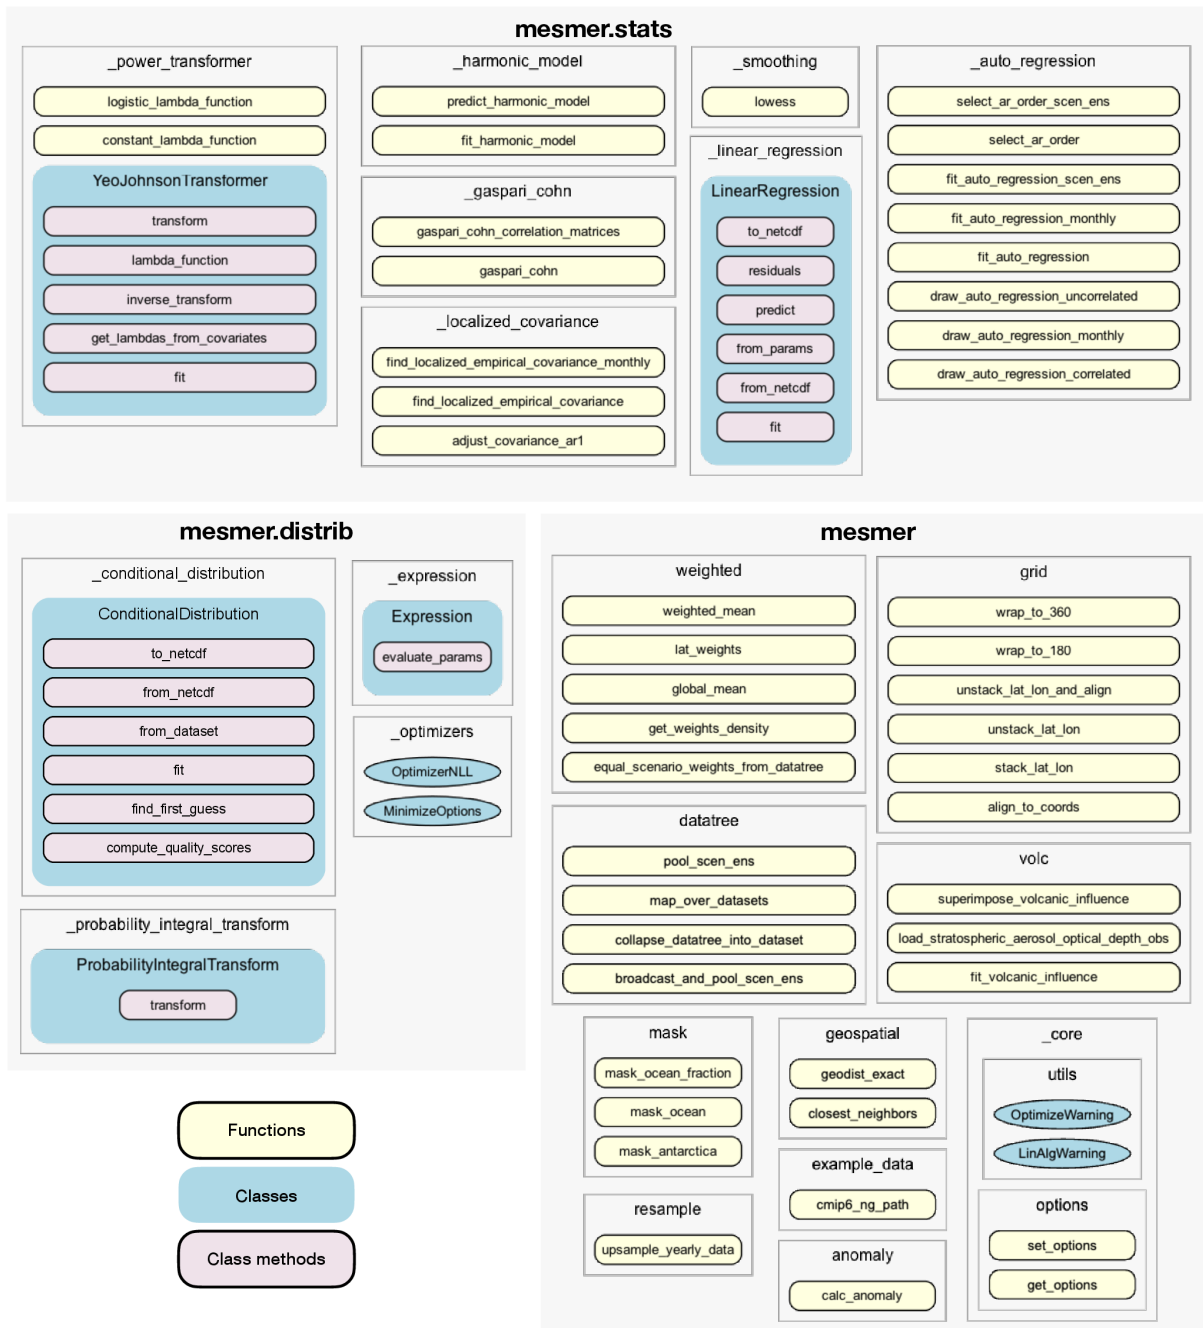 mesmer.stats
_power_transformer
logistic_lambda_function
constant_lambda_function
YeoJohnsonTransformer
transform
lambda_function
inverse_transform
get_lambdas_from_covariates
fit
_harmonic_model
predict_harmonic_model
fit_harmonic_model
_gaspari_cohn
gaspari_cohn_correlation_matrices
gaspari_cohn
_localized_covariance
find_localized_empirical_covariance_monthly
find_localized_empirical_covariance
adjust_covariance_ar1
_smoothing
lowess
_linear_regression
LinearRegression
to_netcdf
residuals
predict
from_params
from_netcdf
fit
_auto_regression
select_ar_order_scen_ens
select_ar_order
fit_auto_regression_scen_ens
fit_auto_regression_monthly
fit_auto_regression
draw_auto_regression_uncorrelated
draw_auto_regression_monthly
draw_auto_regression_correlated
mesmer.distrib
_conditional_distribution
ConditionalDistribution
to_netcdf
from_netcdf
from_dataset
fit
find_first_guess
compute_quality_scores
_probability_integral_transform
ProbabilityIntegralTransform
transform
_expression
Expression
evaluate_params
_optimizers
OptimizerNLL
MinimizeOptions
mesmer
weighted
weighted_mean
lat_weights
global_mean
get_weights_density
equal_scenario_weights_from_datatree
datatree
pool_scen_ens
map_over_datasets
collapse_datatree_into_dataset
broadcast_and_pool_scen_ens
grid
wrap_to_360
wrap_to_180
unstack_lat_lon_and_align
unstack_lat_lon
stack_lat_lon
align_to_coords
volc
superimpose_volcanic_influence
load_stratospheric_aerosol_optical_depth_obs
fit_volcanic_influence
mask
mask_ocean_fraction
mask_ocean
mask_antarctica
resample
upsample_yearly_data
geospatial
geodist_exact
closest_neighbors
example_data
cmip6_ng_path
anomaly
calc_anomaly
_core
utils
OptimizeWarning
LinAlgWarning
options
set_options
get_options
Functions
Classes
Class methods